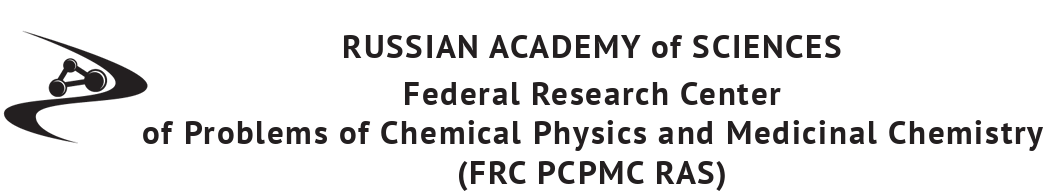 RUSSIAN ACADEMY of SCIENCES
Federal Research Center
of Problems of Chemical Physics and Medicinal Chemistry
(FRC PCPMC RAS)